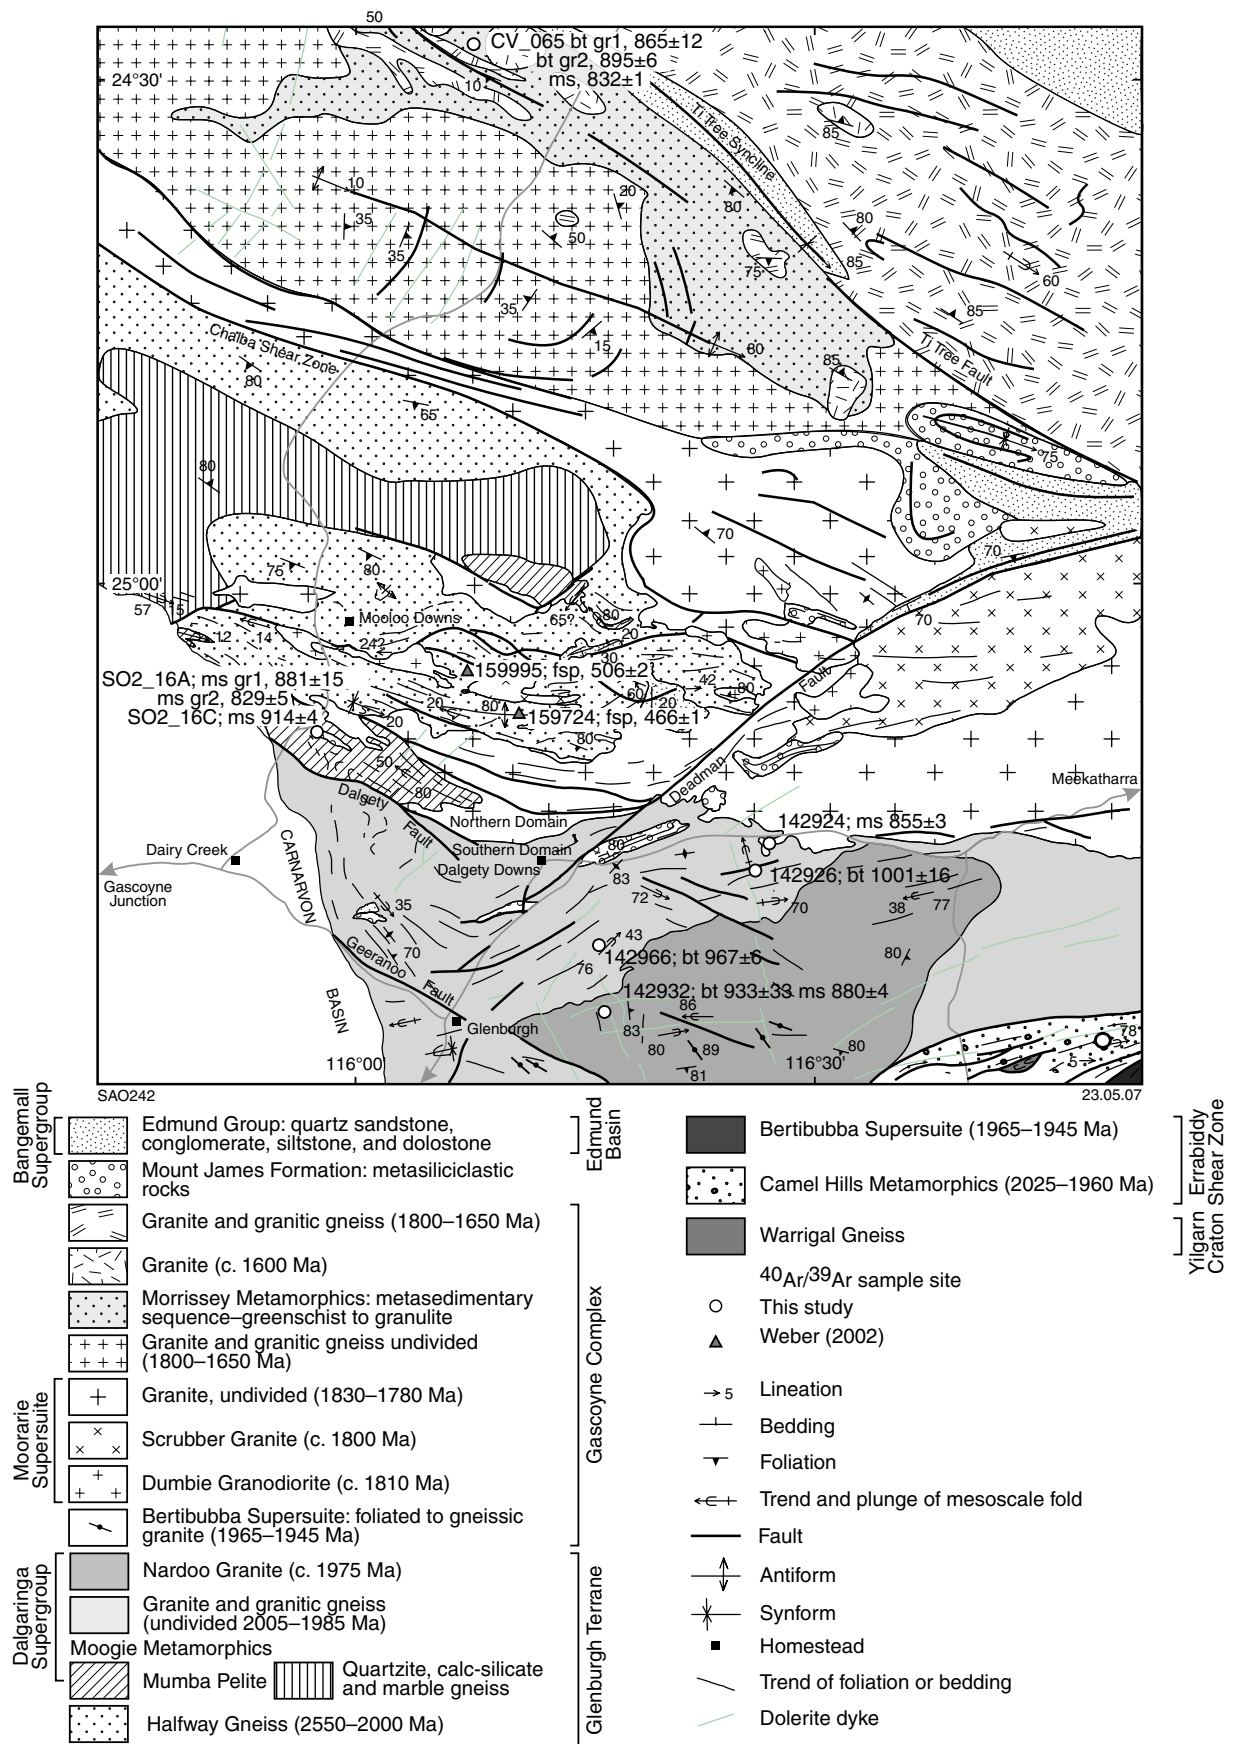 50
CV_065 bt gr1, 865±12
bt gr2, 895±6
ms, 832±1
24°30'
10
Ti Tree Syncline
85
10
20
80
35
80
50
35
75
85
60
35
85
15
Chalba Shear Zone
80
85
Ti Tree Fault
80
65
75
80
70
70
75
80
25°00'
57
15
Mooloo Downs
65?
80
70
12
14
242
20
30
159995; fsp, 506±2
SO2_16A; ms gr1, 881±15
ms gr2, 829±5
SO2_16C; ms 914±4
42
80
Fault
60
20
20
80
159724; fsp, 466±1
20
80
50
Deadman
Meekatharra
80
Dalgety
Fault
Northern Domain
142924; ms 855±3
Dairy Creek
CARNARVON
Southern Domain
80
Dalgety Downs
83
142926; bt 1001±16
Gascoyne
Junction
35
72
70
38
77
43
70
Geeranoo
Fault
142966; bt 967±6
76
80
BASIN
142932; bt 933±33 ms 880±4
86
Glenburgh
83
78
80
89
80
5
116°00'
116°30'
81
SAO242
23.05.07
Bangemall
Supergroup
Edmund Group: quartz sandstone,
conglomerate, siltstone, and dolostone
Edmund
Basin
Mount James Formation: metasiliciclastic
rocks
Granite and granitic gneiss (1800–1650 Ma)
Granite (c. 1600 Ma)
Morrissey Metamorphics: metasedimentary
sequence–greenschist to granulite
Granite and granitic gneiss undivided
(1800–1650 Ma)
Gascoyne Complex
Moorarie
Supersuite
Granite, undivided (1830–1780 Ma)
Scrubber Granite (c. 1800 Ma)
Dumbie Granodiorite (c. 1810 Ma)
Bertibubba Supersuite: foliated to gneissic
granite (1965–1945 Ma)
Dalgaringa
Supergroup
Nardoo Granite (c. 1975 Ma)
Granite and granitic gneiss
(undivided 2005–1985 Ma)
Moogie Metamorphics
Mumba Pelite
Quartzite, calc-silicate
and marble gneiss
Halfway Gneiss (2550–2000 Ma)
Glenburgh Terrane
Bertibubba Supersuite (1965–1945 Ma)
Camel Hills Metamorphics (2025–1960 Ma)
Errabiddy
Shear Zone
Warrigal Gneiss
Yilgarn
Craton
40Ar/39Ar sample site
This study
Weber (2002)
5 Lineation
Bedding
Foliation
Trend and plunge of mesoscale fold
Fault
Antiform
Synform
Homestead
Trend of foliation or bedding
Dolerite dyke